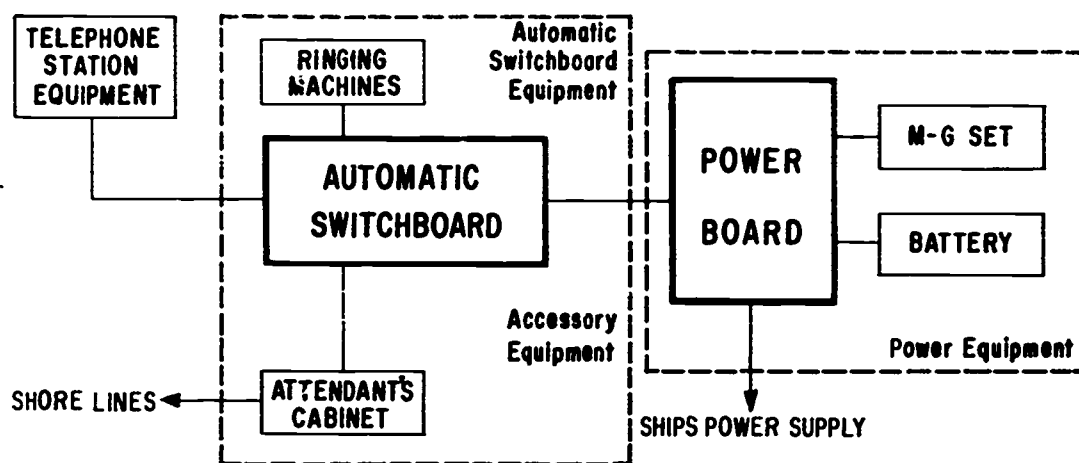 TELEPHONE
STATION
EQUIPMENT
RINGING
MACHINES
Automatic
Switchboard
Equipment
AUTOMATIC
SWITCHBOARD
POWER
BOARD
M-G SET
BATTERY
Accessory
Equipment
Power Equipment
ATTENDANT'S
CABINET
SHORE LINES
SHIPS POWER SUPPLY